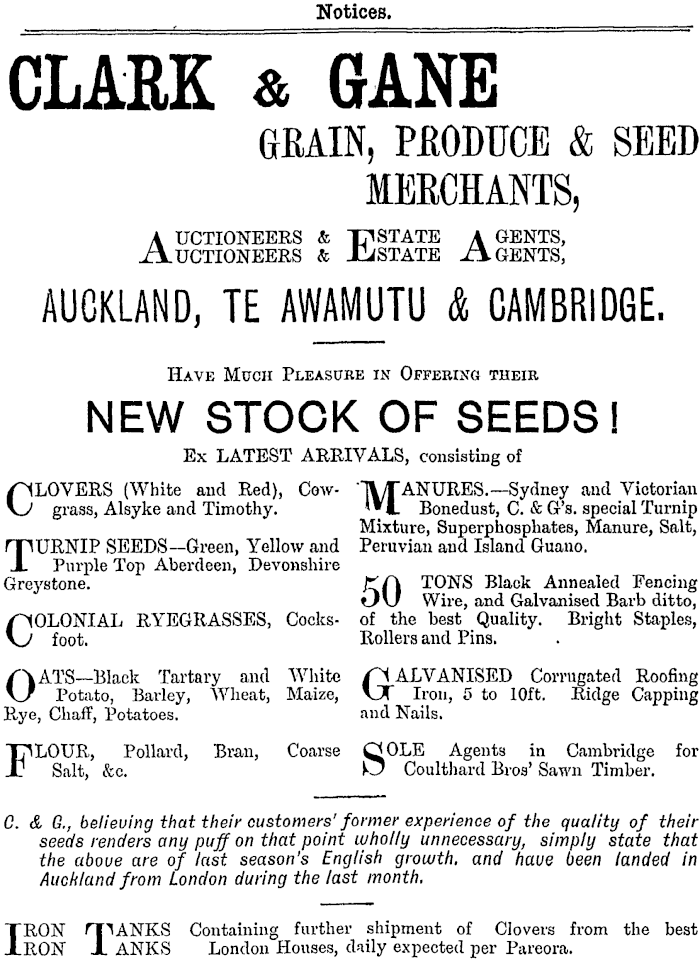 Notices.
CLARK & GANE
GRAIN, PRODUCE & SEED
MERCHANTS,
AUCTIONEERS & ESTATE AGENTS,
AUCTIONEERS & ESTATE AGENTS,
AUCKLAND, TE AWAMUTU & CAMBRIDGE.
HAVE MUCH PLEASURE IN OFFERING THEIR
NEW STOCK OF SEEDS!
Ex LATEST ARRIVALS, consisting of
CLOVERS (White and Red), Cow-
grass, Alsyke and Timothy.
TURNIP SEEDS—Green, Yellow and
Purple Top Aberdeen, Devonshire
Greystone.
COLONIAL RYEGRASSES, Cocks-
foot.
OATS—Black Tartary and White
Potato, Barley, Wheat, Maize,
Rye, Chaff, Potatoes.
FLOUR, Pollard, Bran, Coarse
Salt, &c.
MANURES.—Sydney and Victorian
Bonedust, C. & G's. special Turnip
Mixture, Superphosphates, Manure, Salt,
Peruvian and Island Guano.
50 TONS Black Annealed Fencing
Wire, and Galvanised Barb ditto,
of the best Quality. Bright Staples,
Rollers and Pins.
GALVANISED Corrugated Roofing
Iron, 5 to 10ft. Ridge Capping
and Nails.
SOLE Agents in Cambridge for
Coulthard Bros' Sawn Timber.
C. & G., believing that their customers' former experience of the quality of their
seeds renders any puff on that point wholly unnecessary, simply state that
the above are of last season's English growth, and have been landed in
Auckland from London during the last month.
IRON TANKS Containing further shipment of Clovers from the best
IRON TANKS London Houses, daily expected per Pareora.